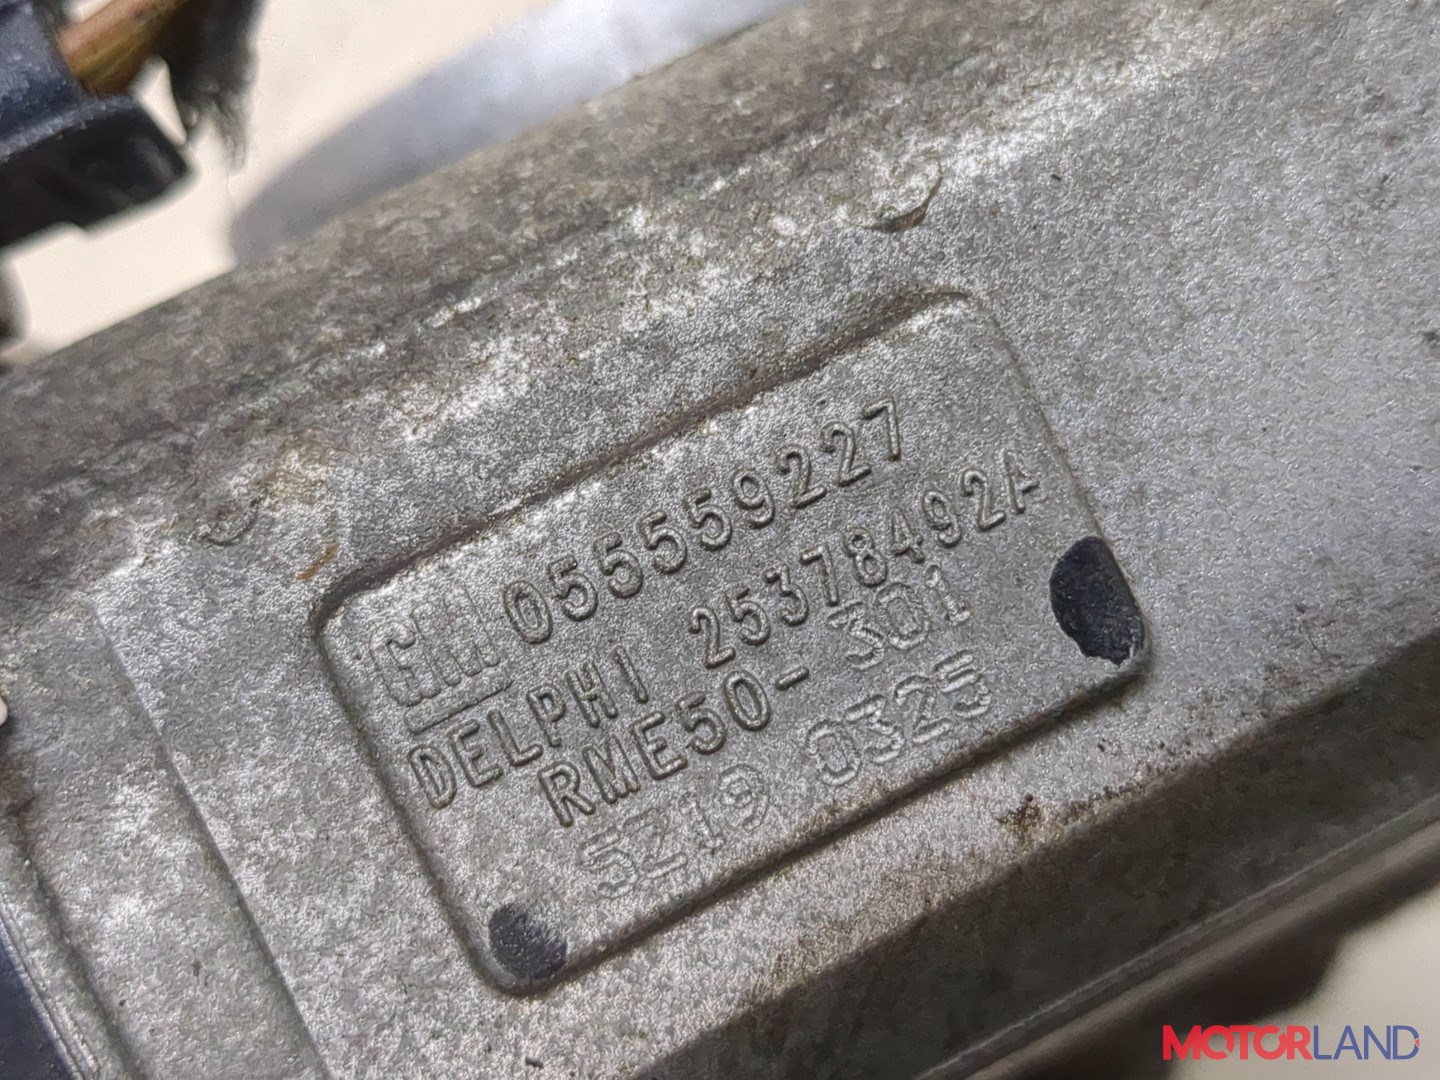 GM 055559227
DELPHI 25378492A
RME50-301
5219 0325
MOTORLAND